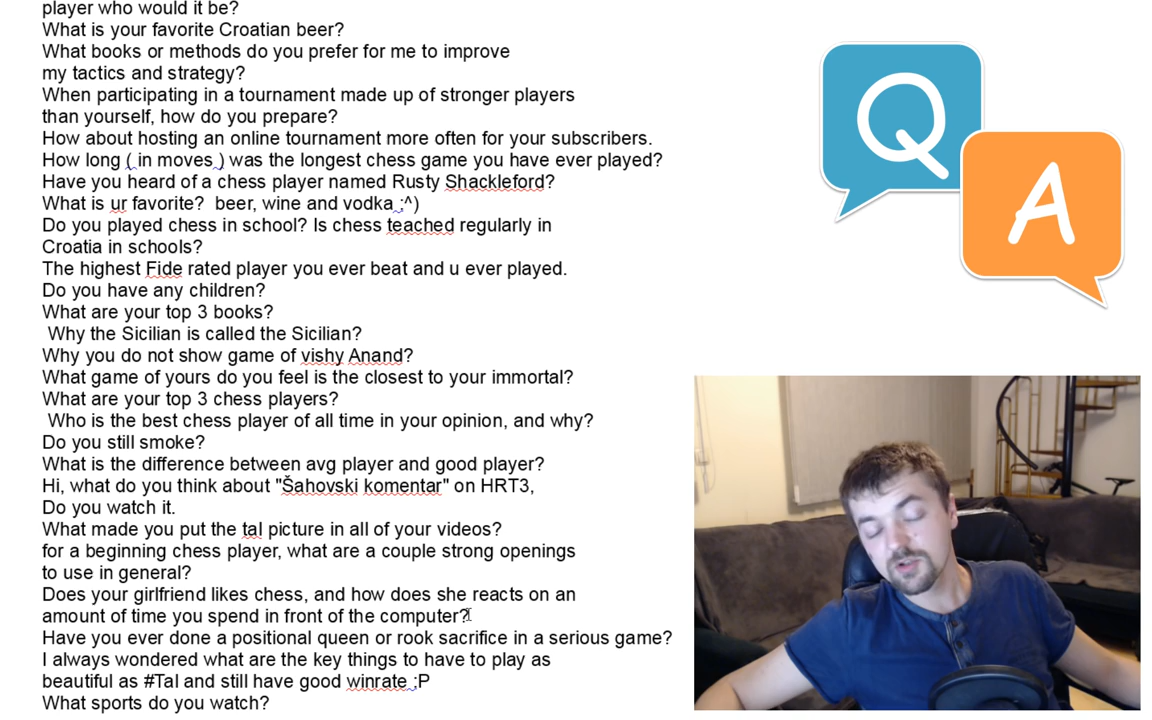 player who would it be?
What is your favorite Croatian beer?
What books or methods do you prefer for me to improve
my tactics and strategy?
When participating in a tournament made up of stronger players
than yourself, how do you prepare?
How about hosting an online tournament more often for your subscribers.
How long ( in moves ) was the longest chess game you have ever played?
Have you heard of a chess player named Rusty Shackleford?
What is ur favorite?  beer, wine and vodka ;^)
Do you played chess in school? Is chess teached regularly in
Croatia in schools?
The highest Fide rated player you ever beat and u ever played.
Do you have any children?
What are your top 3 books?
Why the Sicilian is called the Sicilian?
Why you do not show game of vishy Anand?
What game of yours do you feel is the closest to your immortal?
What are your top 3 chess players?
Who is the best chess player of all time in your opinion, and why?
Do you still smoke?
What is the difference between avg player and good player?
Hi, what do you think about "Šahovski komentar" on HRT3,
Do you watch it.
What made you put the tal picture in all of your videos?
for a beginning chess player, what are a couple strong openings
to use in general?
Does your girlfriend likes chess, and how does she reacts on an
amount of time you spend in front of the computer?
Have you ever done a positional queen or rook sacrifice in a serious game?
I always wondered what are the key things to have to play as
beautiful as #Tal and still have good winrate ;P
What sports do you watch?
Q
A